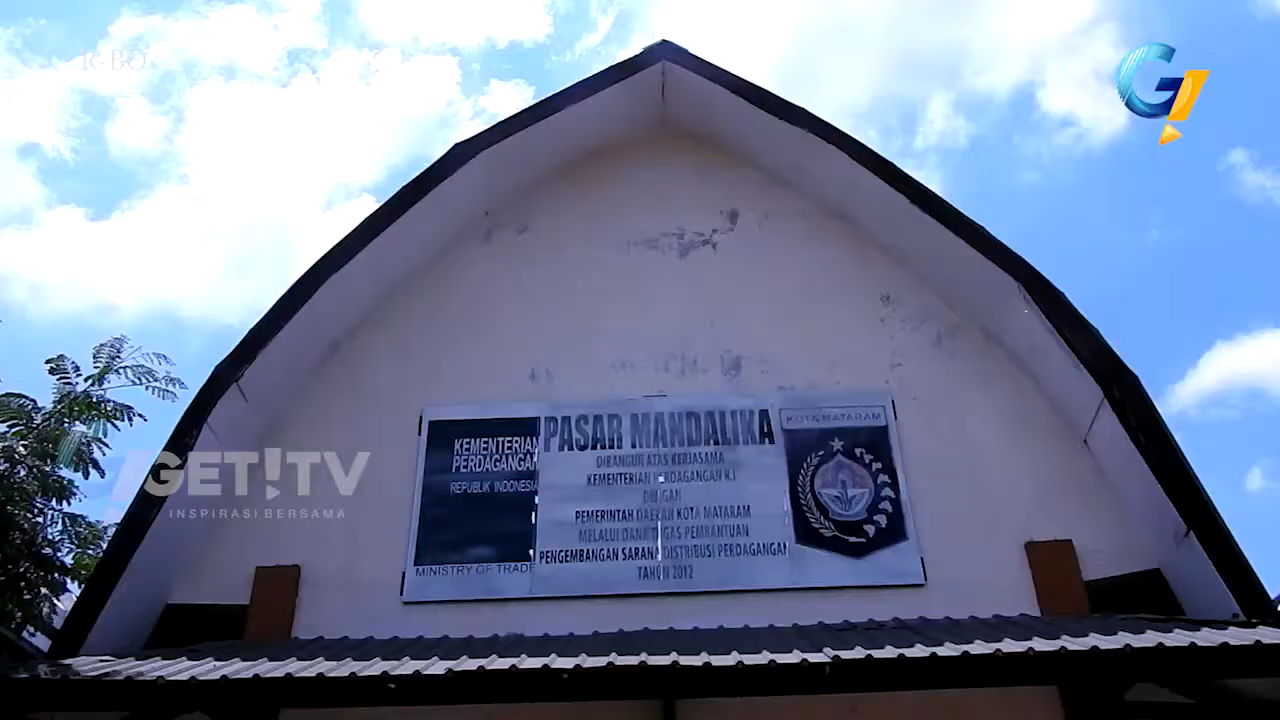 R-BO
G!
KEMENTERIAN
PERDAGANGAN
REPUBLIK INDONESIA
MINISTRY OF TRADE
PASAR MANDALIKA
DIBANGUN ATAS KERJASAMA
KEMENTERIAN PERDAGANGAN R.I
DENGAN
PEMERINTAH DAERAH KOTA MATARAM
MELALUI DANA TUGAS PEMBANTUAN
PENGEMBANGAN SARANA DISTRIBUSI PERDAGANGAN
TAHUN 2012
KOTA MATARAM
GET!TV
INSPIRASI BERSAMA